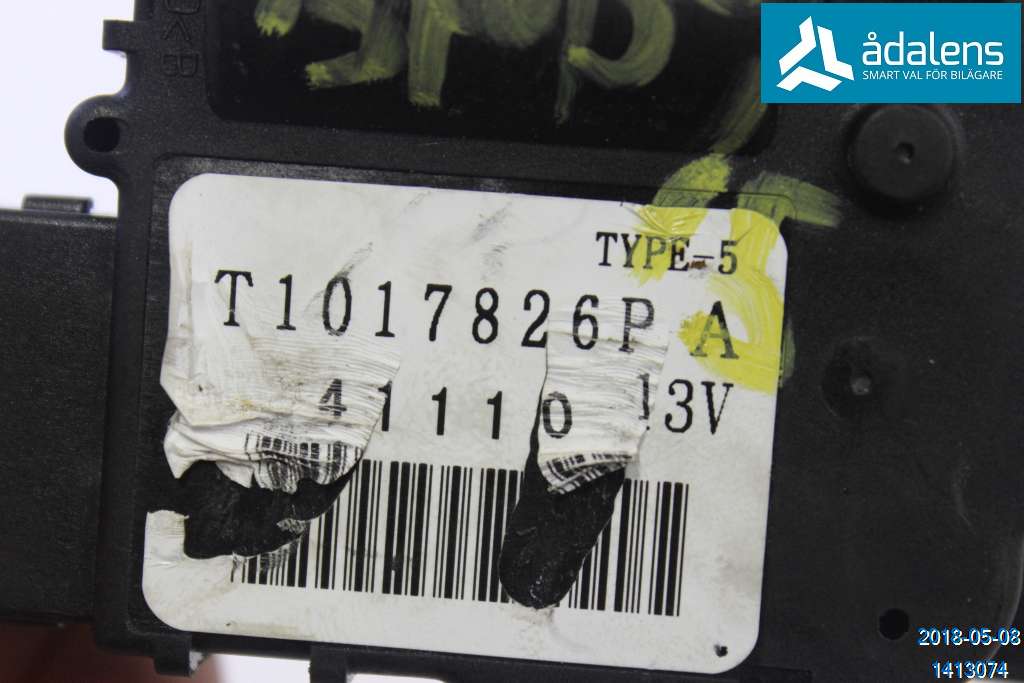 ådalens
SMART VAL FÖR BILÄGARE
TYPE-5
T1017826P A
41110 13V
2018-05-08
1413074